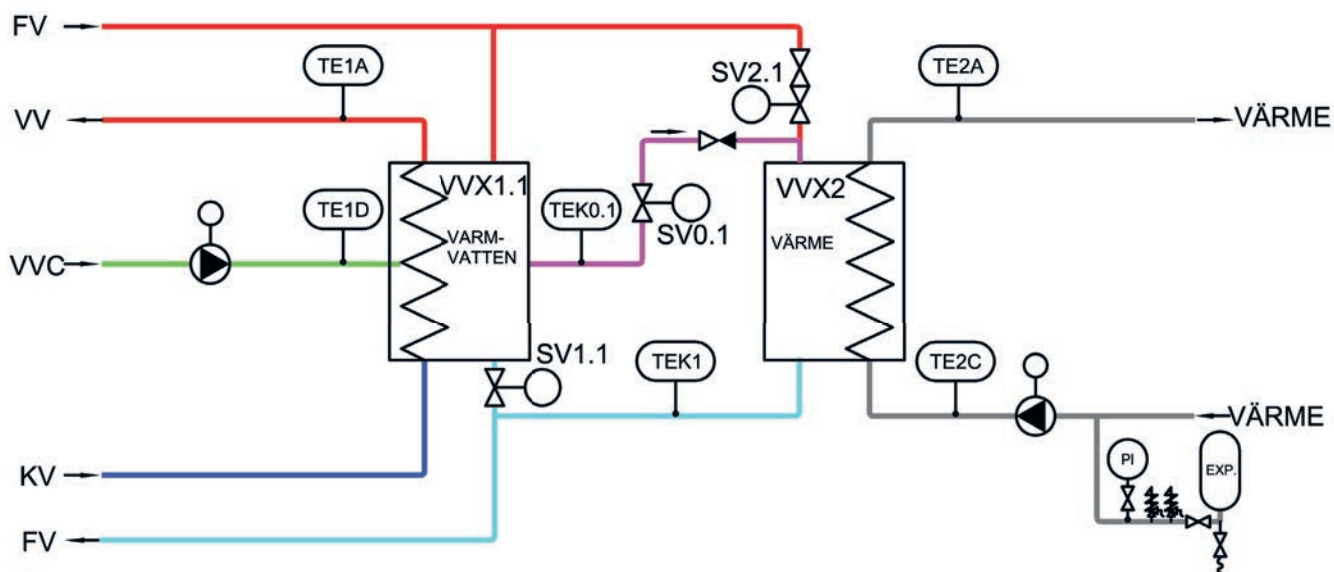 FV
TE1A
SV2.1
TE2A
VV
VÄRME
VVX1.1
VVX2
TE1D
TEK0.1
VARM-
VATTEN
SV0.1
VÄRME
VVC
SV1.1
TEK1
TE2C
VÄRME
KV
PI
EXP.
FV